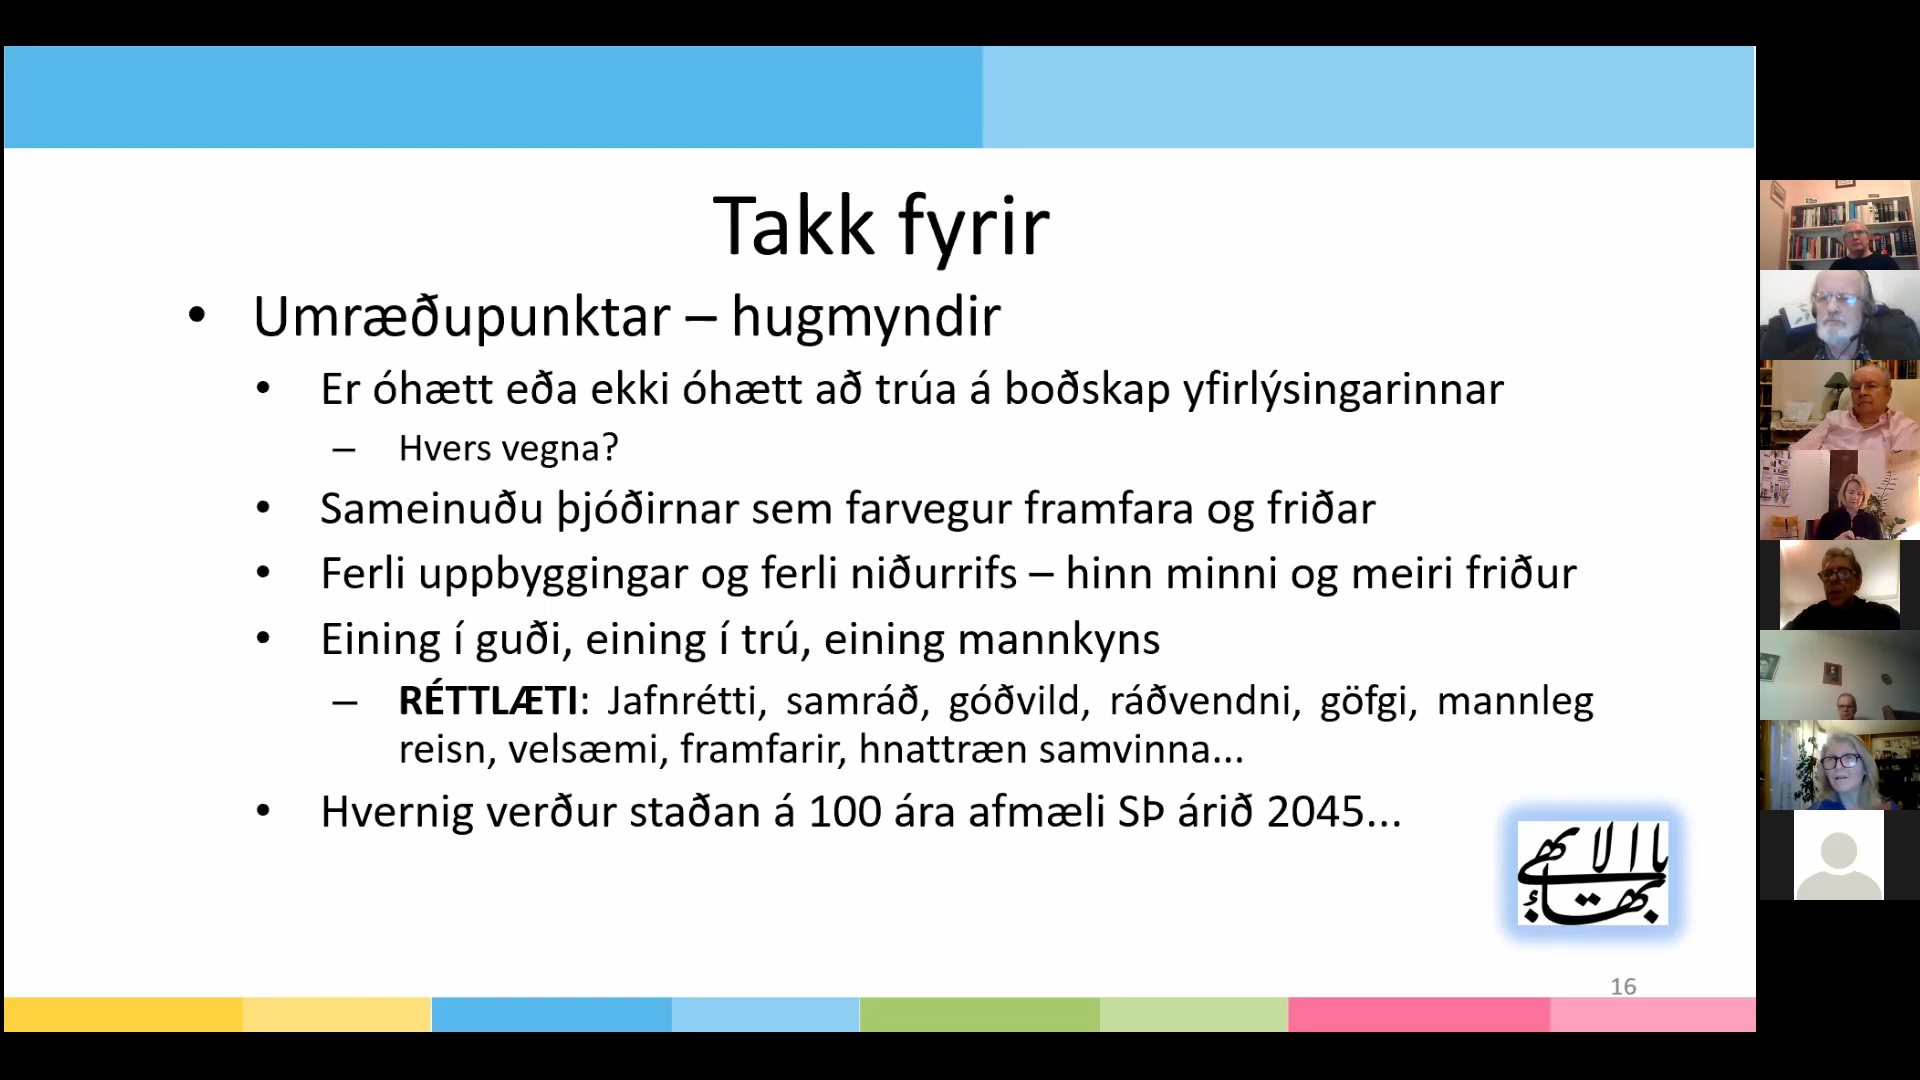 Takk fyrir
• Umræðupunktar – hugmyndir
• Er óhætt eða ekki óhætt að trúa á boðskap yfirlýsingarinnar
– Hvers vegna?
• Sameinuðu þjóðirnar sem farvegur framfara og friðar
• Ferli uppbyggingar og ferli niðurrifs – hinn minni og meiri friður
• Eining í guði, eining í trú, eining mannkyns
– RÉTTLÆTI: Jafnrétti, samráð, góðvild, ráðvendni, göfgi, mannleg
reisn, velsæmi, framfarir, hnattræn samvinna...
• Hvernig verður staðan á 100 ára afmæli SÞ árið 2045...
يا بهاء الابهى
16